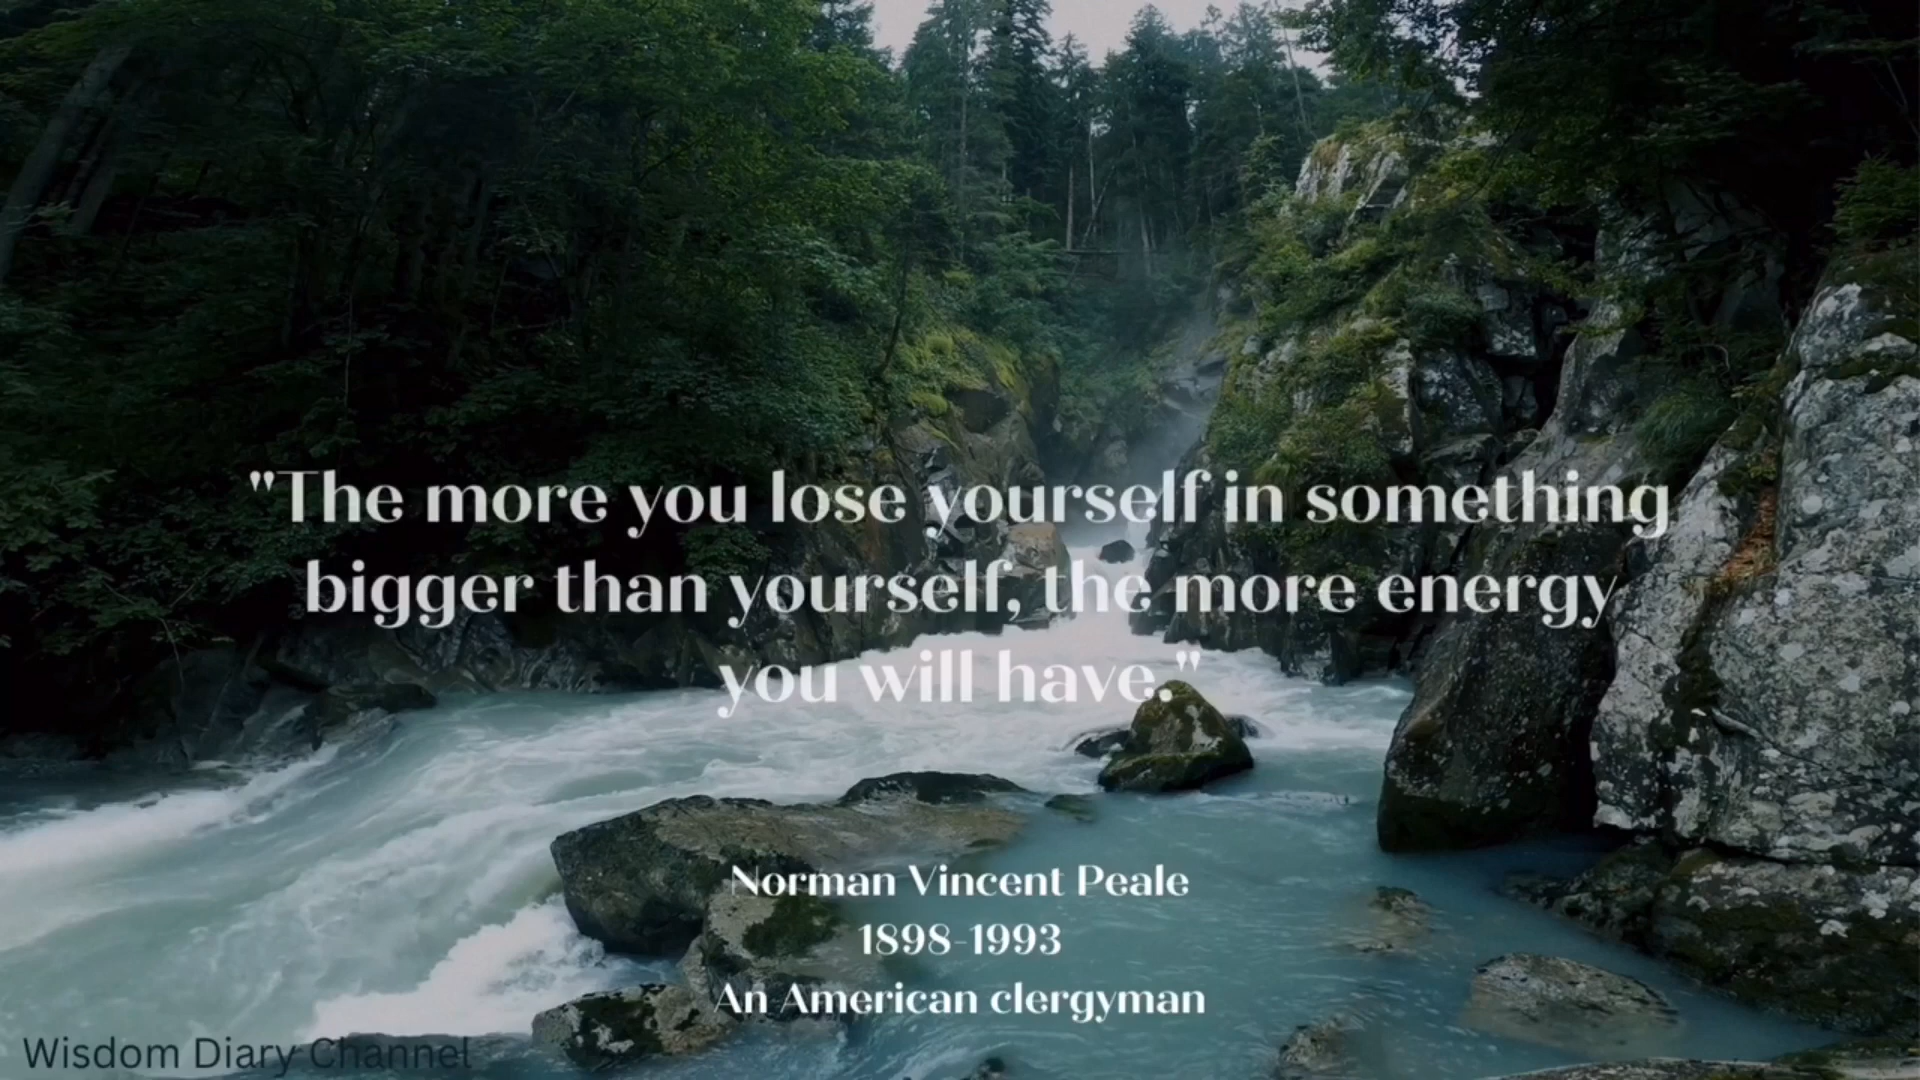 "The more you lose yourself in something
bigger than yourself, the more energy
you will have."
Norman Vincent Peale
1898-1993
An American clergyman
Wisdom Diary Channel